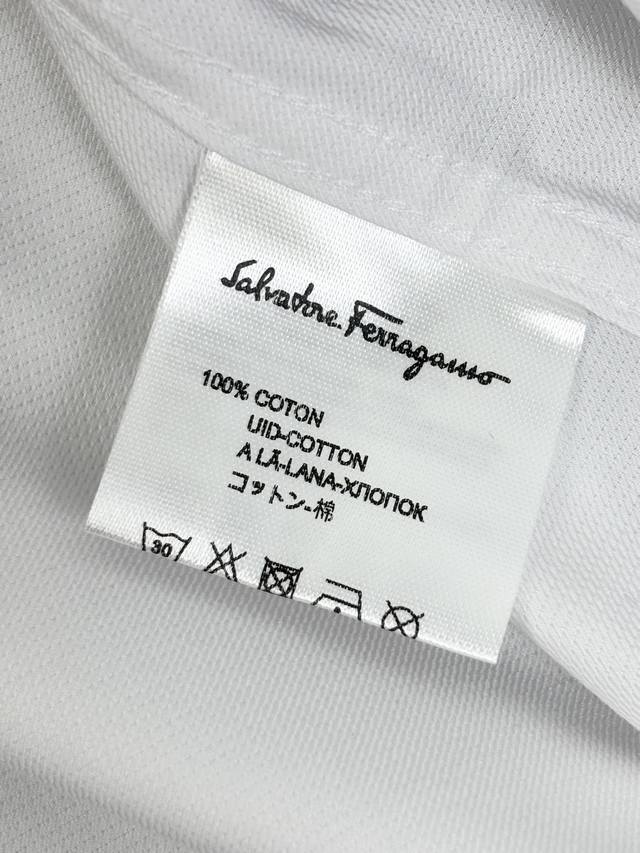 Salvatore Ferragamo
100% COTON
UID-COTTON
A LÃ-LANA-ХЛОПОК
コットン-棉
30